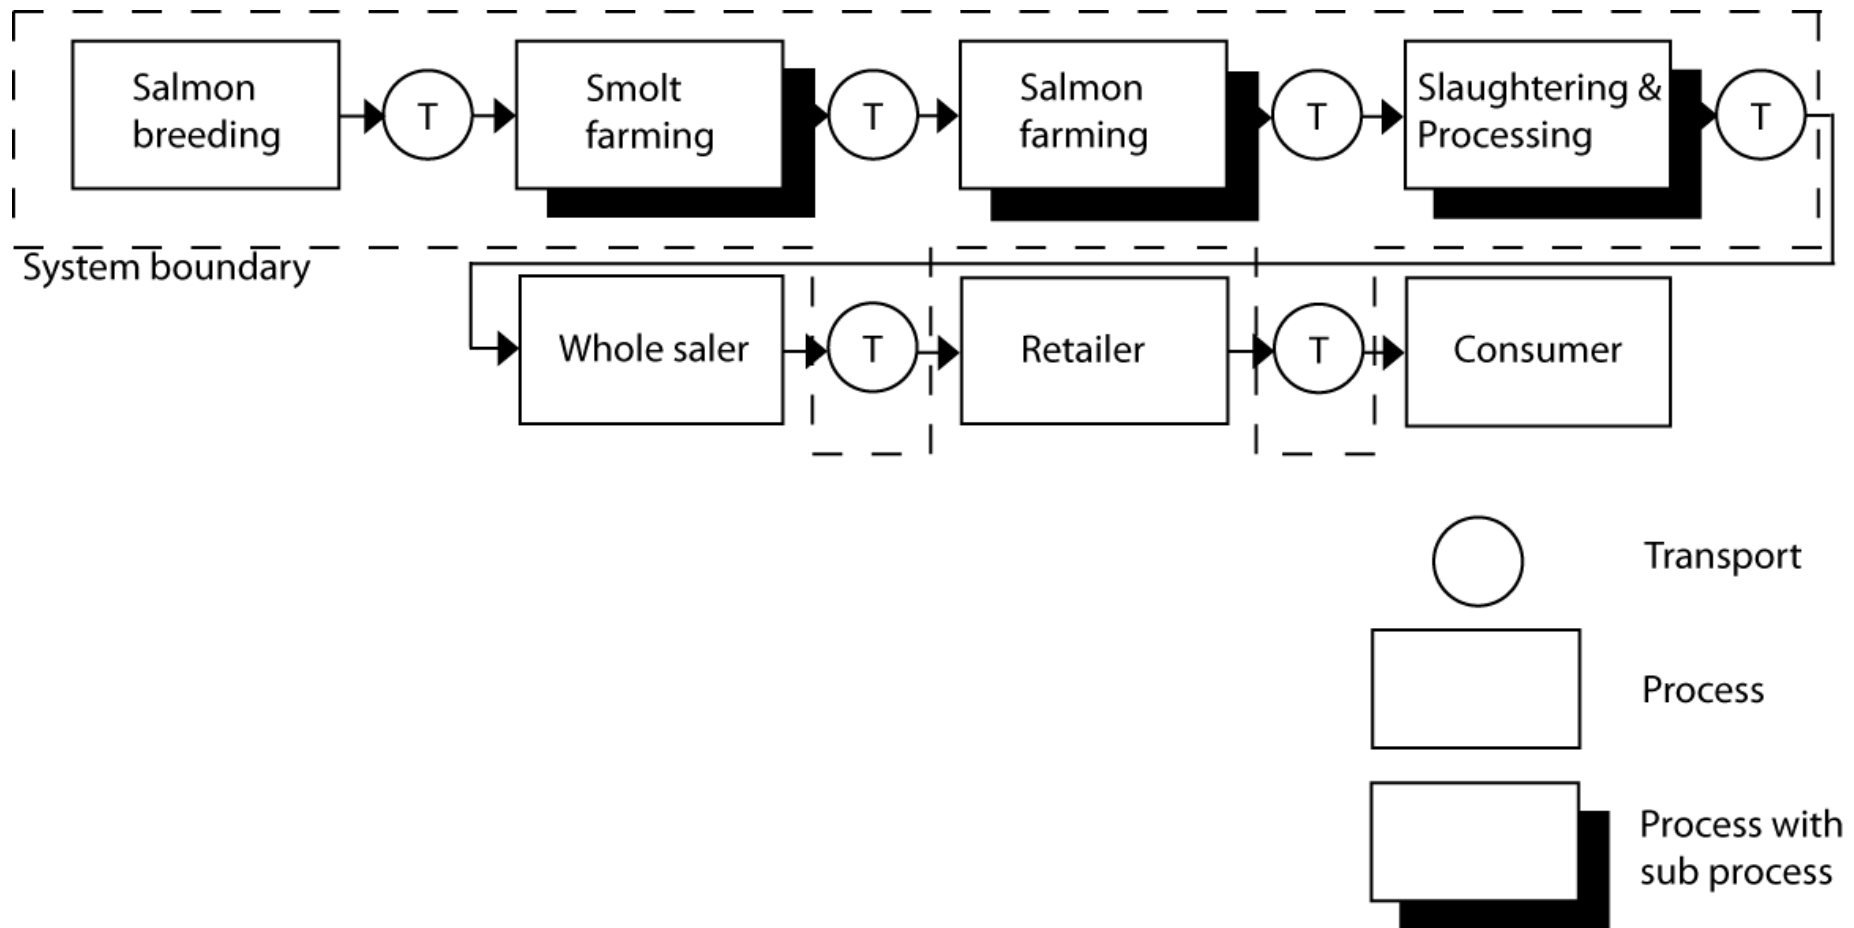 Salmon
breeding
T
Smolt
farming
T
Salmon
farming
T
Slaughtering &
Processing
T
System boundary
Whole saler
T
Retailer
T
Consumer
Transport
Process
Process with
sub process